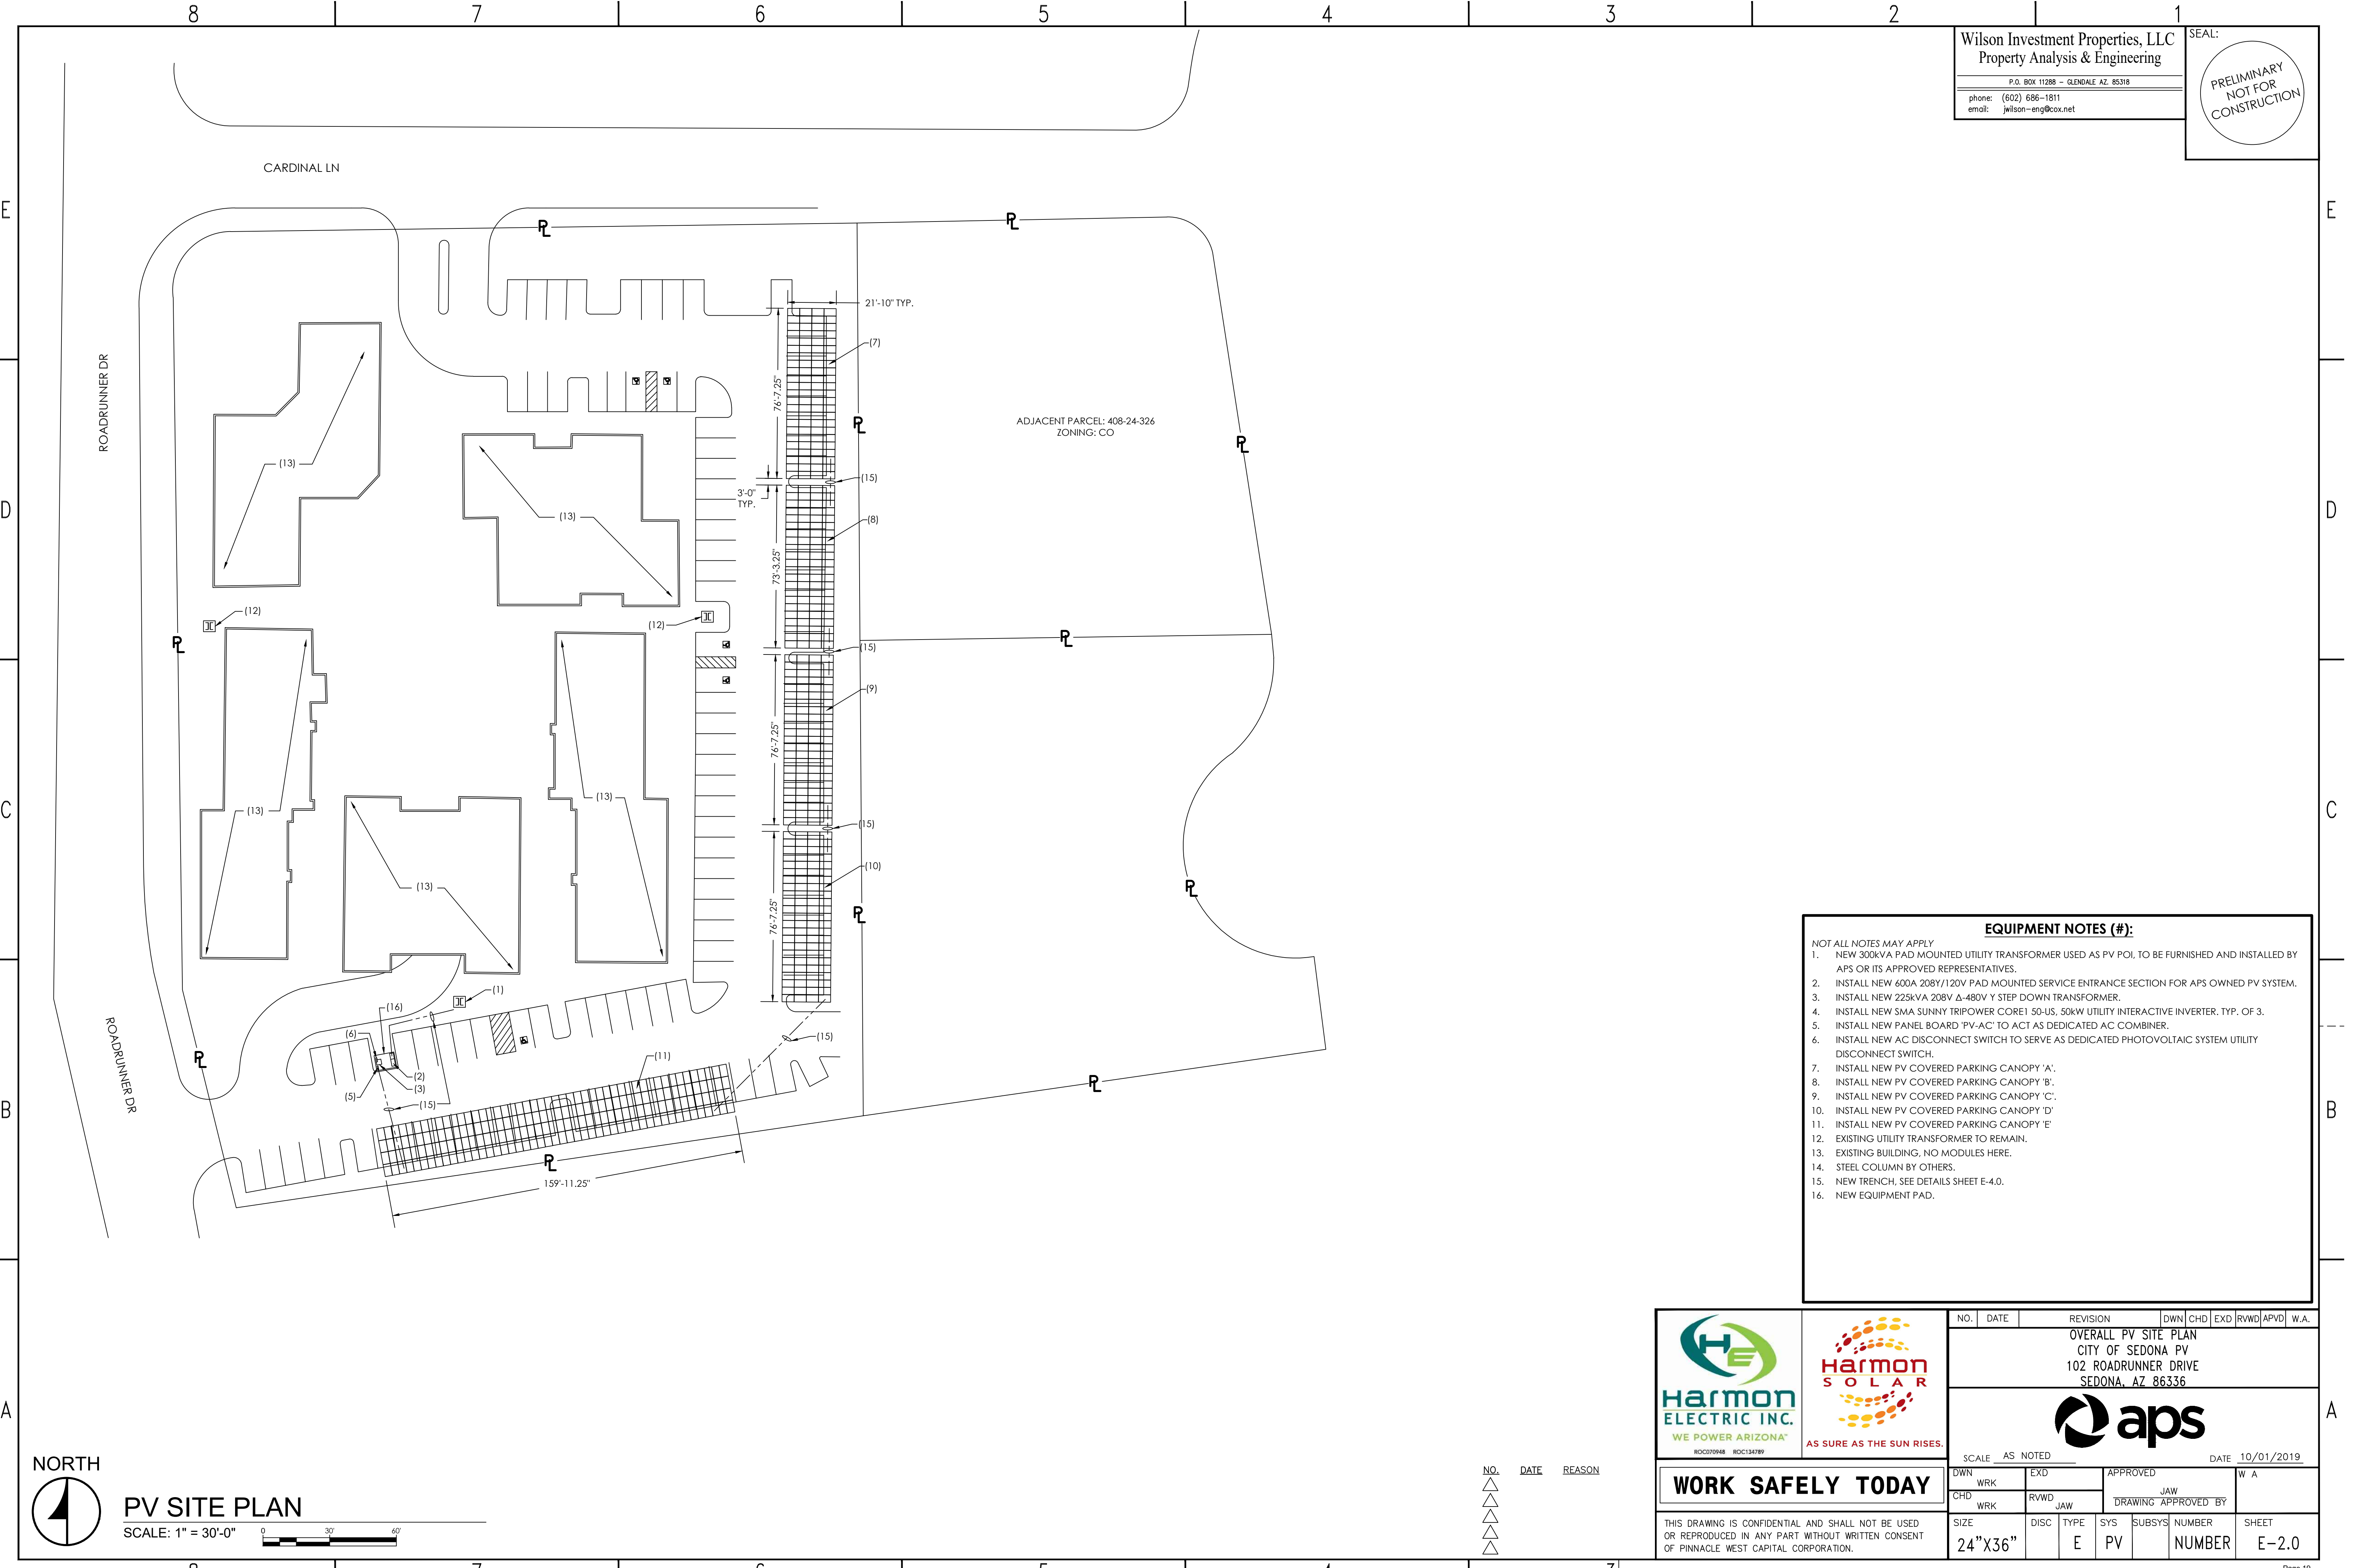 8 7 6 5 4 3 2 1
Wilson Investment Properties, LLC
Property Analysis & Engineering
P.O. BOX 11288 - GLENDALE AZ. 85318
phone: (602) 686-1811
email: jwilson-eng@cox.net
SEAL:
PRELIMINARY
NOT FOR
CONSTRUCTION
CARDINAL LN
E
E
PL
PL
21'-10" TYP.
(7)
ROADRUNNER DR
76'-7.25"
PL
ADJACENT PARCEL: 408-24-326
ZONING: CO
PL
(13)
(15)
3'-0"
TYP.
D
D
(13)
(8)
73'-3.25"
(12)
(12)
PL
PL
(15)
(9)
76'-7.25"
(13)
(13)
C
C
(15)
(10)
(13)
PL
PL
76'-7.25"
(1)
(16)
ROADRUNNER DR
(6)
(15)
PL
(11)
(2)
(3)
(5)
(15)
PL
B
B
PL
159'-11.25"
EQUIPMENT NOTES (#):
NOT ALL NOTES MAY APPLY
1. NEW 300kVA PAD MOUNTED UTILITY TRANSFORMER USED AS PV POI, TO BE FURNISHED AND INSTALLED BY
APS OR ITS APPROVED REPRESENTATIVES.
2. INSTALL NEW 600A 208Y/120V PAD MOUNTED SERVICE ENTRANCE SECTION FOR APS OWNED PV SYSTEM.
3. INSTALL NEW 225kVA 208V Δ-480V Y STEP DOWN TRANSFORMER.
4. INSTALL NEW SMA SUNNY TRIPOWER CORE1 50-US, 50kW UTILITY INTERACTIVE INVERTER. TYP. OF 3.
5. INSTALL NEW PANEL BOARD 'PV-AC' TO ACT AS DEDICATED AC COMBINER.
6. INSTALL NEW AC DISCONNECT SWITCH TO SERVE AS DEDICATED PHOTOVOLTAIC SYSTEM UTILITY
DISCONNECT SWITCH.
7. INSTALL NEW PV COVERED PARKING CANOPY 'A'.
8. INSTALL NEW PV COVERED PARKING CANOPY 'B'.
9. INSTALL NEW PV COVERED PARKING CANOPY 'C'.
10. INSTALL NEW PV COVERED PARKING CANOPY 'D'
11. INSTALL NEW PV COVERED PARKING CANOPY 'E'
12. EXISTING UTILITY TRANSFORMER TO REMAIN.
13. EXISTING BUILDING, NO MODULES HERE.
14. STEEL COLUMN BY OTHERS.
15. NEW TRENCH, SEE DETAILS SHEET E-4.0.
16. NEW EQUIPMENT PAD.
A
A
HE
Harmon
ELECTRIC INC.
WE POWER ARIZONA™
ROC070948 ROC134789
Harmon
SOLAR
AS SURE AS THE SUN RISES.
WORK SAFELY TODAY
THIS DRAWING IS CONFIDENTIAL AND SHALL NOT BE USED
OR REPRODUCED IN ANY PART WITHOUT WRITTEN CONSENT
OF PINNACLE WEST CAPITAL CORPORATION.
NO. DATE REVISION DWN CHD EXD RVWD APVD W.A.
OVERALL PV SITE PLAN
CITY OF SEDONA PV
102 ROADRUNNER DRIVE
SEDONA, AZ 86336
aps
SCALE AS NOTED DATE 10/01/2019
DWN WRK EXD APPROVED W A
CHD WRK RVWD JAW JAW
DRAWING APPROVED BY
SIZE DISC TYPE SYS SUBSYS NUMBER SHEET
24"X36" E PV NUMBER E-2.0
NO. DATE REASON
NORTH
PV SITE PLAN
SCALE: 1" = 30'-0"
0 30' 60'